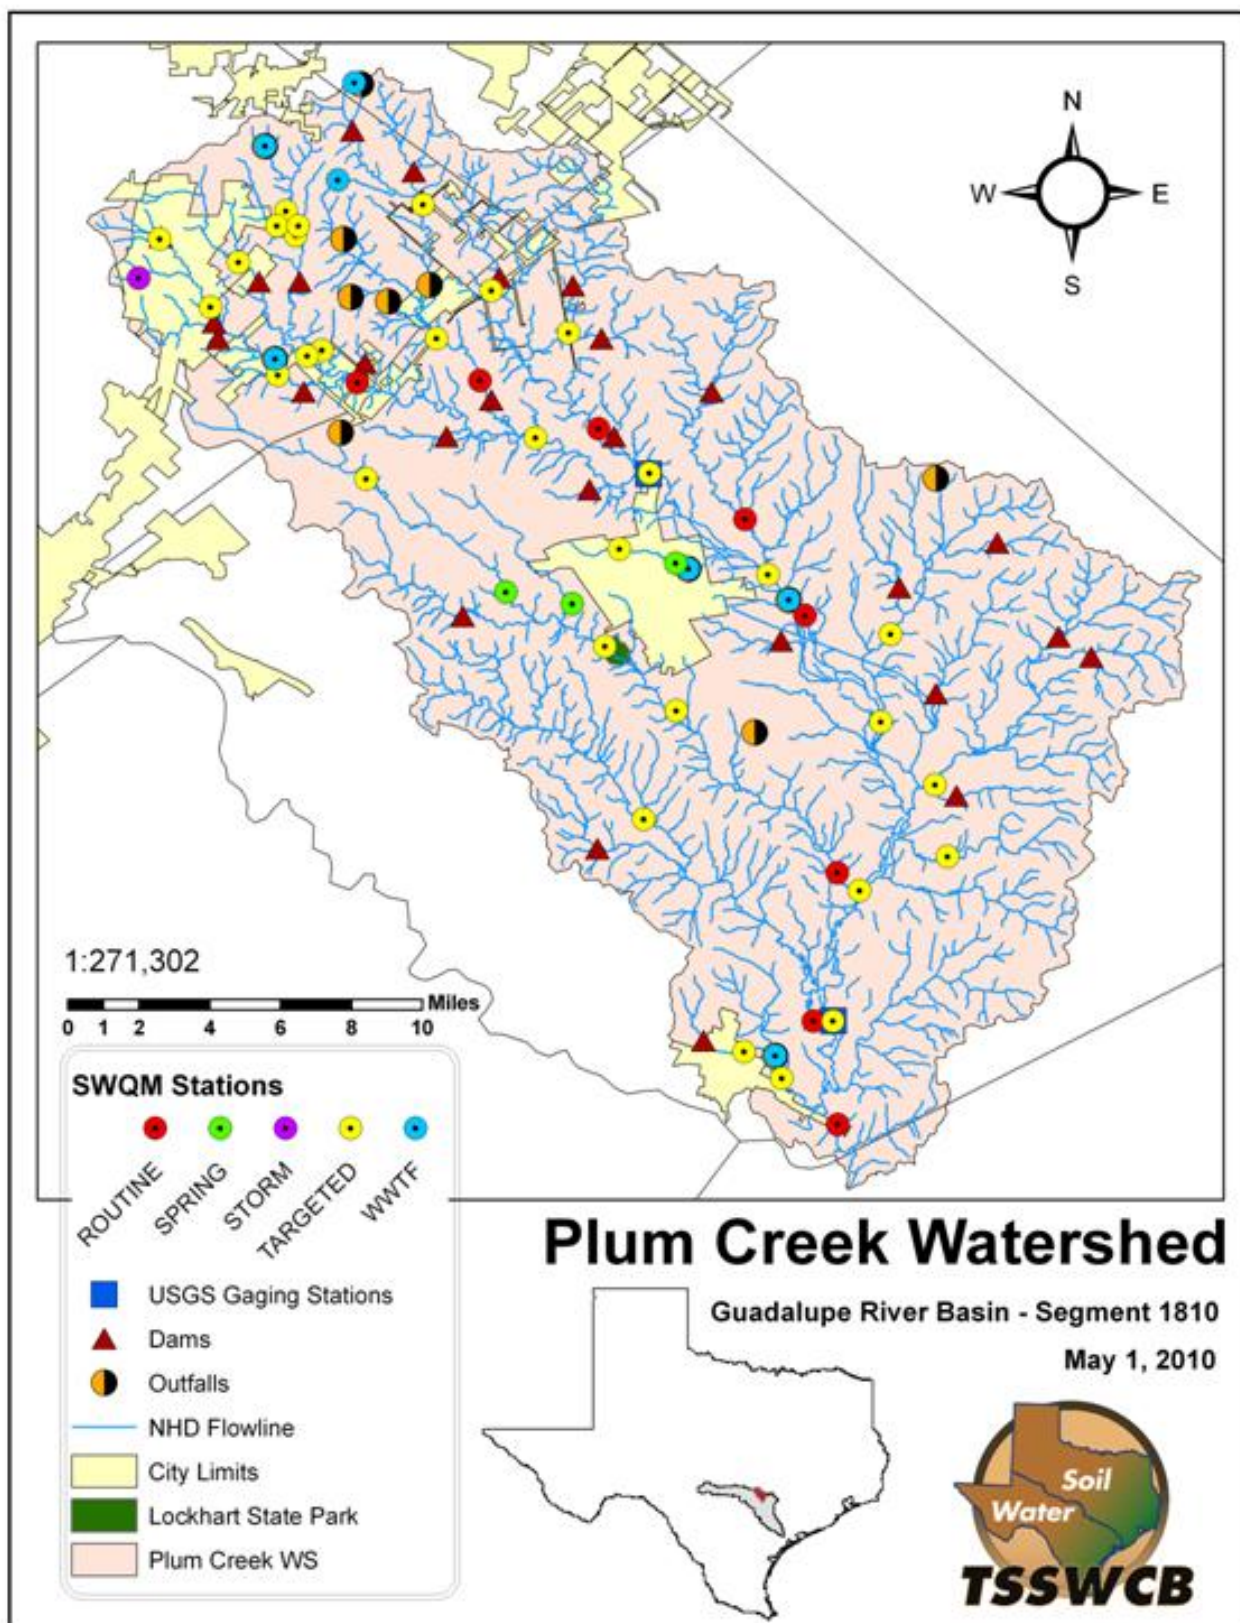 N
W E
S
1:271,302
Miles
0 1 2 4 6 8 10
SWQM Stations
ROUTINE
SPRING
STORM
TARGETED
WWTF
USGS Gaging Stations
Dams
Outfalls
NHD Flowline
City Limits
Lockhart State Park
Plum Creek WS
Plum Creek Watershed
Guadalupe River Basin - Segment 1810
May 1, 2010
Soil
Water
TSSWCB